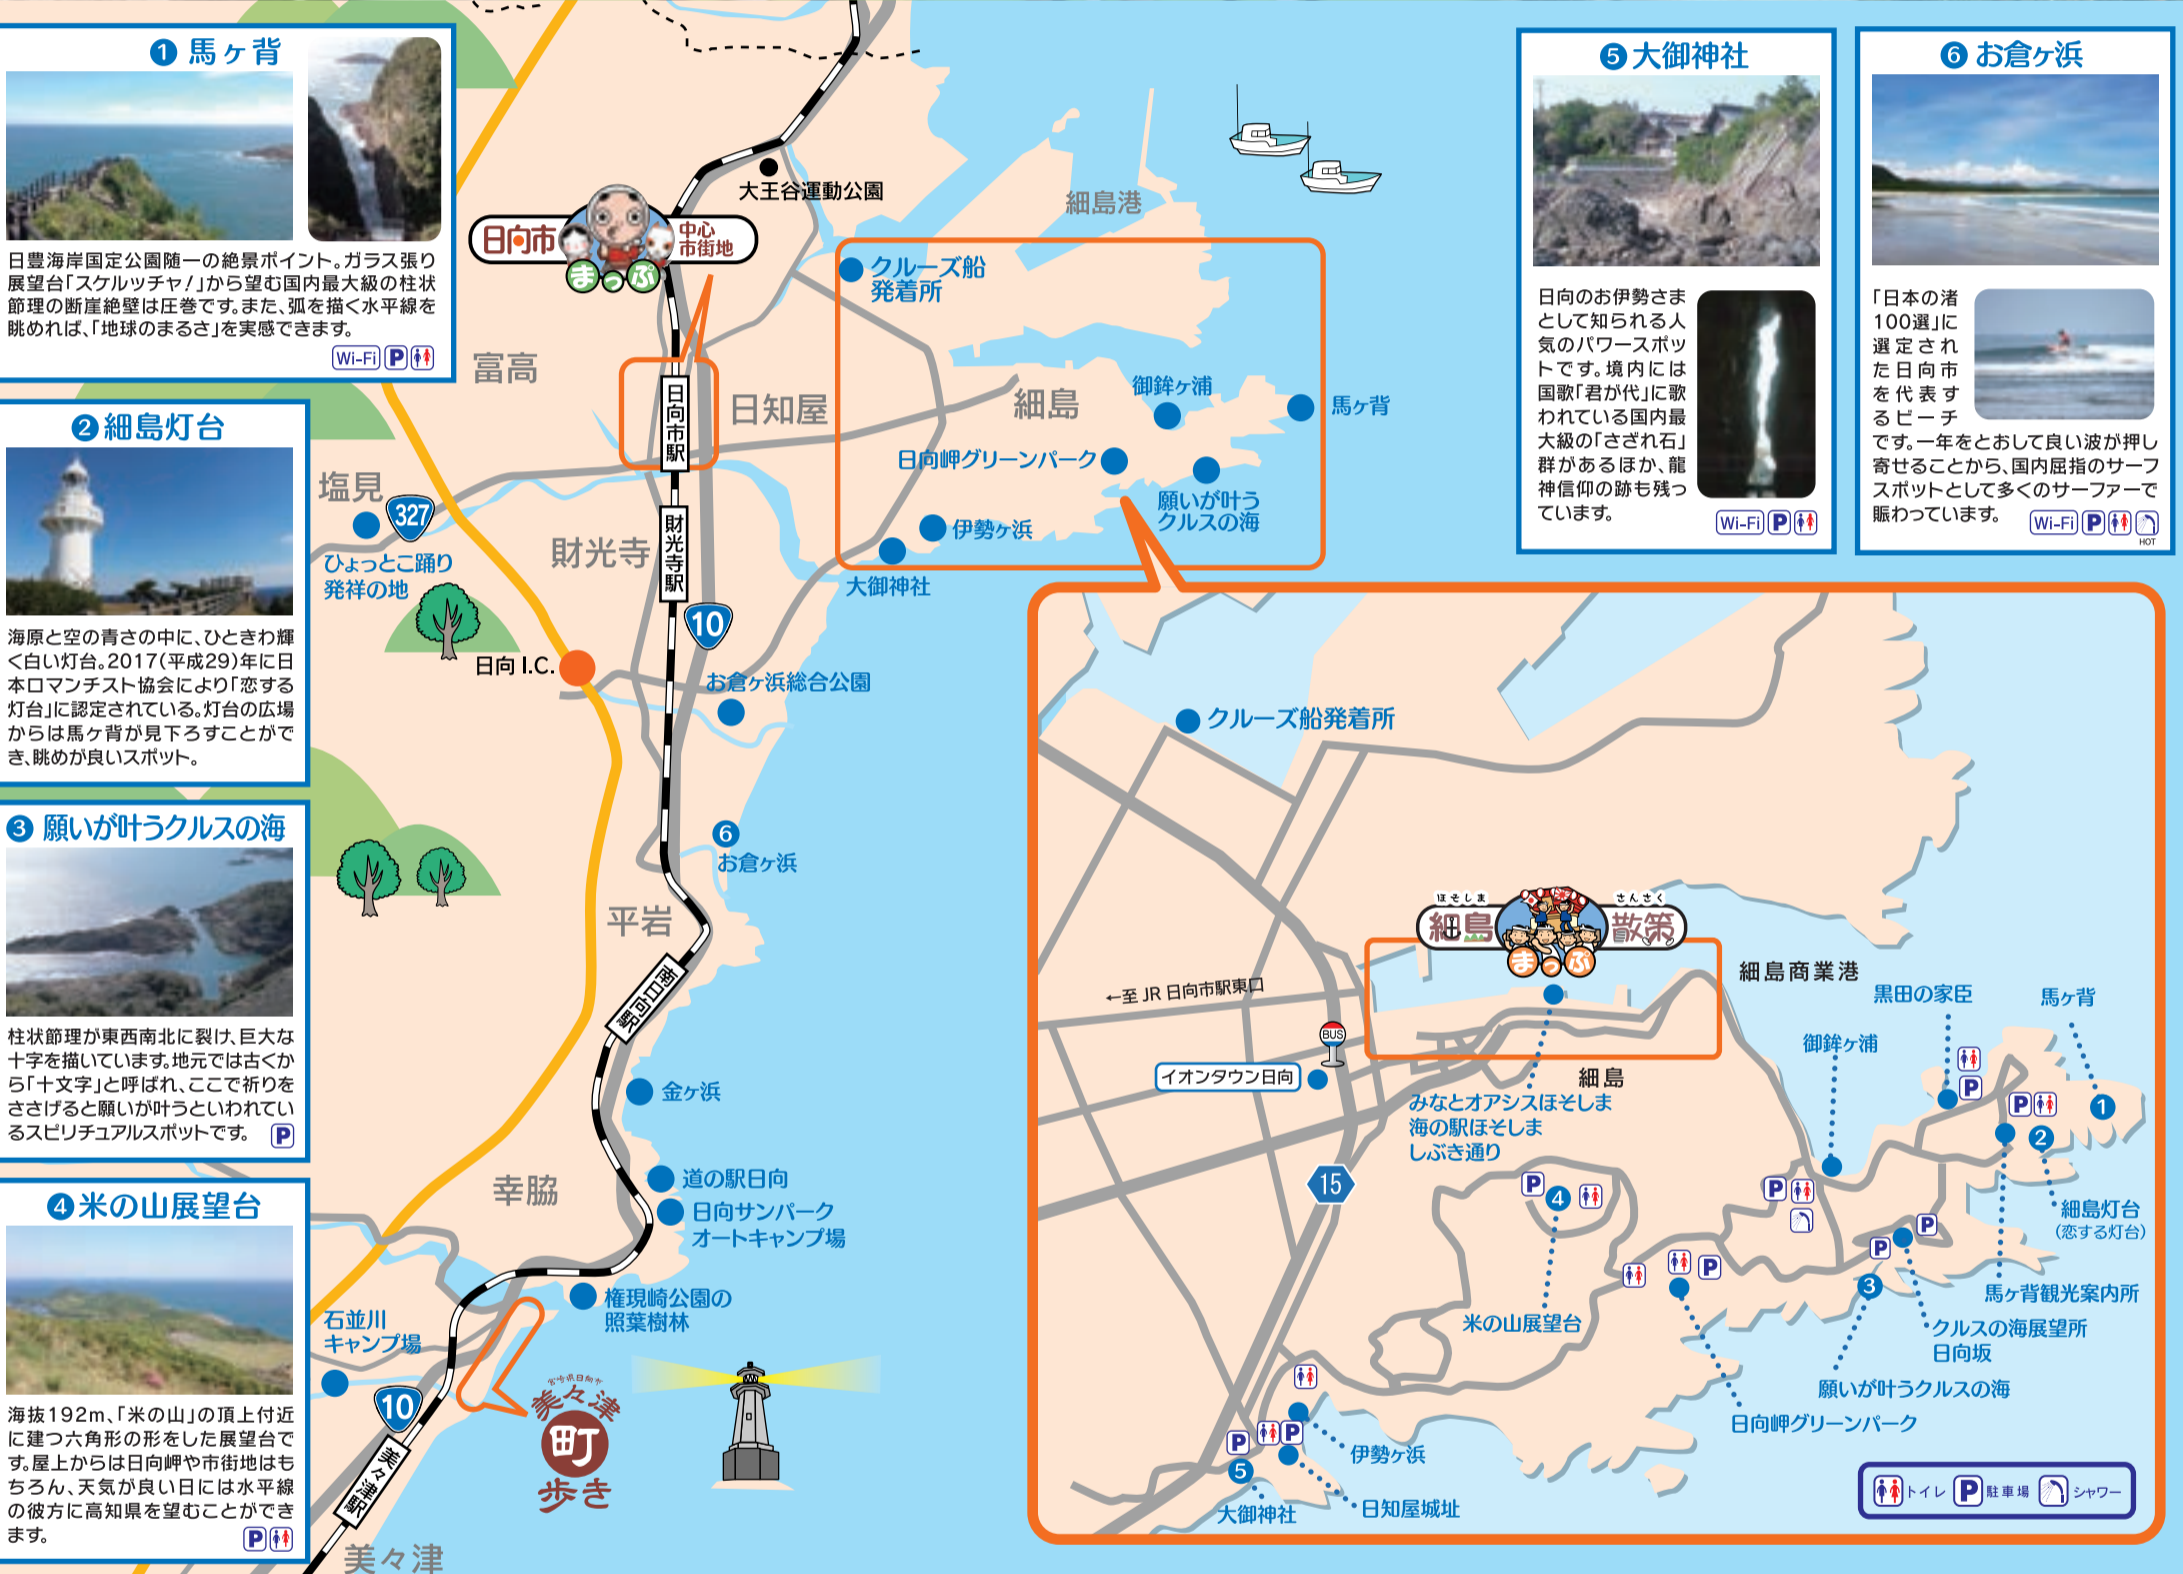 ❶ 馬ヶ背
日豊海岸国定公園随一の絶景ポイント。ガラス張り
展望台「スケルッチャ!」から望む国内最大級の柱状
節理の断崖絶壁は圧巻です。また、弧を描く水平線を
眺めれば、「地球のまるさ」を実感できます。
Wi-Fi P
❷ 細島灯台
海原と空の青さの中に、ひときわ輝
く白い灯台。2017(平成29)年に日
本ロマンチスト協会により「恋する
灯台」に認定されている。灯台の広場
からは馬ヶ背が見下ろすことがで
き、眺めが良いスポット。
❸ 願いが叶うクルスの海
柱状節理が東西南北に裂け、巨大な
十字を描いています。地元では古くか
ら「十文字」と呼ばれ、ここで祈りを
ささげると願いが叶うといわれてい
るスピリチュアルスポットです。 P
❹ 米の山展望台
海抜192m、「米の山」の頂上付近
に建つ六角形の形をした展望台で
す。屋上からは日向岬や市街地はも
ちろん、天気が良い日には水平線
の彼方に高知県を望むことができ
ます。
P
❺ 大御神社
日向のお伊勢さま
として知られる人
気のパワースポッ
トです。境内には
国歌「君が代」に歌
われている国内最
大級の「さざれ石」
群があるほか、龍
神信仰の跡も残っ
ています。
Wi-Fi P
❻ お倉ヶ浜
「日本の渚
100選」に
選定され
た日向市
を代表す
るビーチ
です。一年をとおして良い波が押し
寄せることから、国内屈指のサーフ
スポットとして多くのサーファーで
賑わっています。
Wi-Fi P
HOT
大王谷運動公園
日向市
中心
市街地
まっぷ
細島港
クルーズ船
発着所
富高
日向市駅
日知屋
細島
御鉾ヶ浦
馬ヶ背
日向岬グリーンパーク
願いが叶う
クルスの海
伊勢ヶ浜
大御神社
塩見
327
ひょっとこ踊り
発祥の地
財光寺
財光寺駅
10
日向 I.C.
お倉ヶ浜総合公園
6
お倉ヶ浜
平岩
南日向駅
金ヶ浜
幸脇
道の駅日向
日向サンパーク
オートキャンプ場
権現崎公園の
照葉樹林
石並川
キャンプ場
10
美々津駅
宮崎県日向市
美々津
町
歩き
美々津
クルーズ船発着所
ほそしま
さんさく
細島
散策
まっぷ
細島商業港
←至 JR 日向市駅東口
BUS
イオンタウン日向
細島
みなとオアシスほそしま
海の駅ほそしま
しぶき通り
黒田の家臣
馬ヶ背
御鉾ヶ浦
P
P
1
2
15
P
4
P
細島灯台
(恋する灯台)
P
P
P
3
馬ヶ背観光案内所
米の山展望台
クルスの海展望所
日向坂
願いが叶うクルスの海
日向岬グリーンパーク
P
P
5
伊勢ヶ浜
大御神社
日知屋城址
トイレ P 駐車場 シャワー